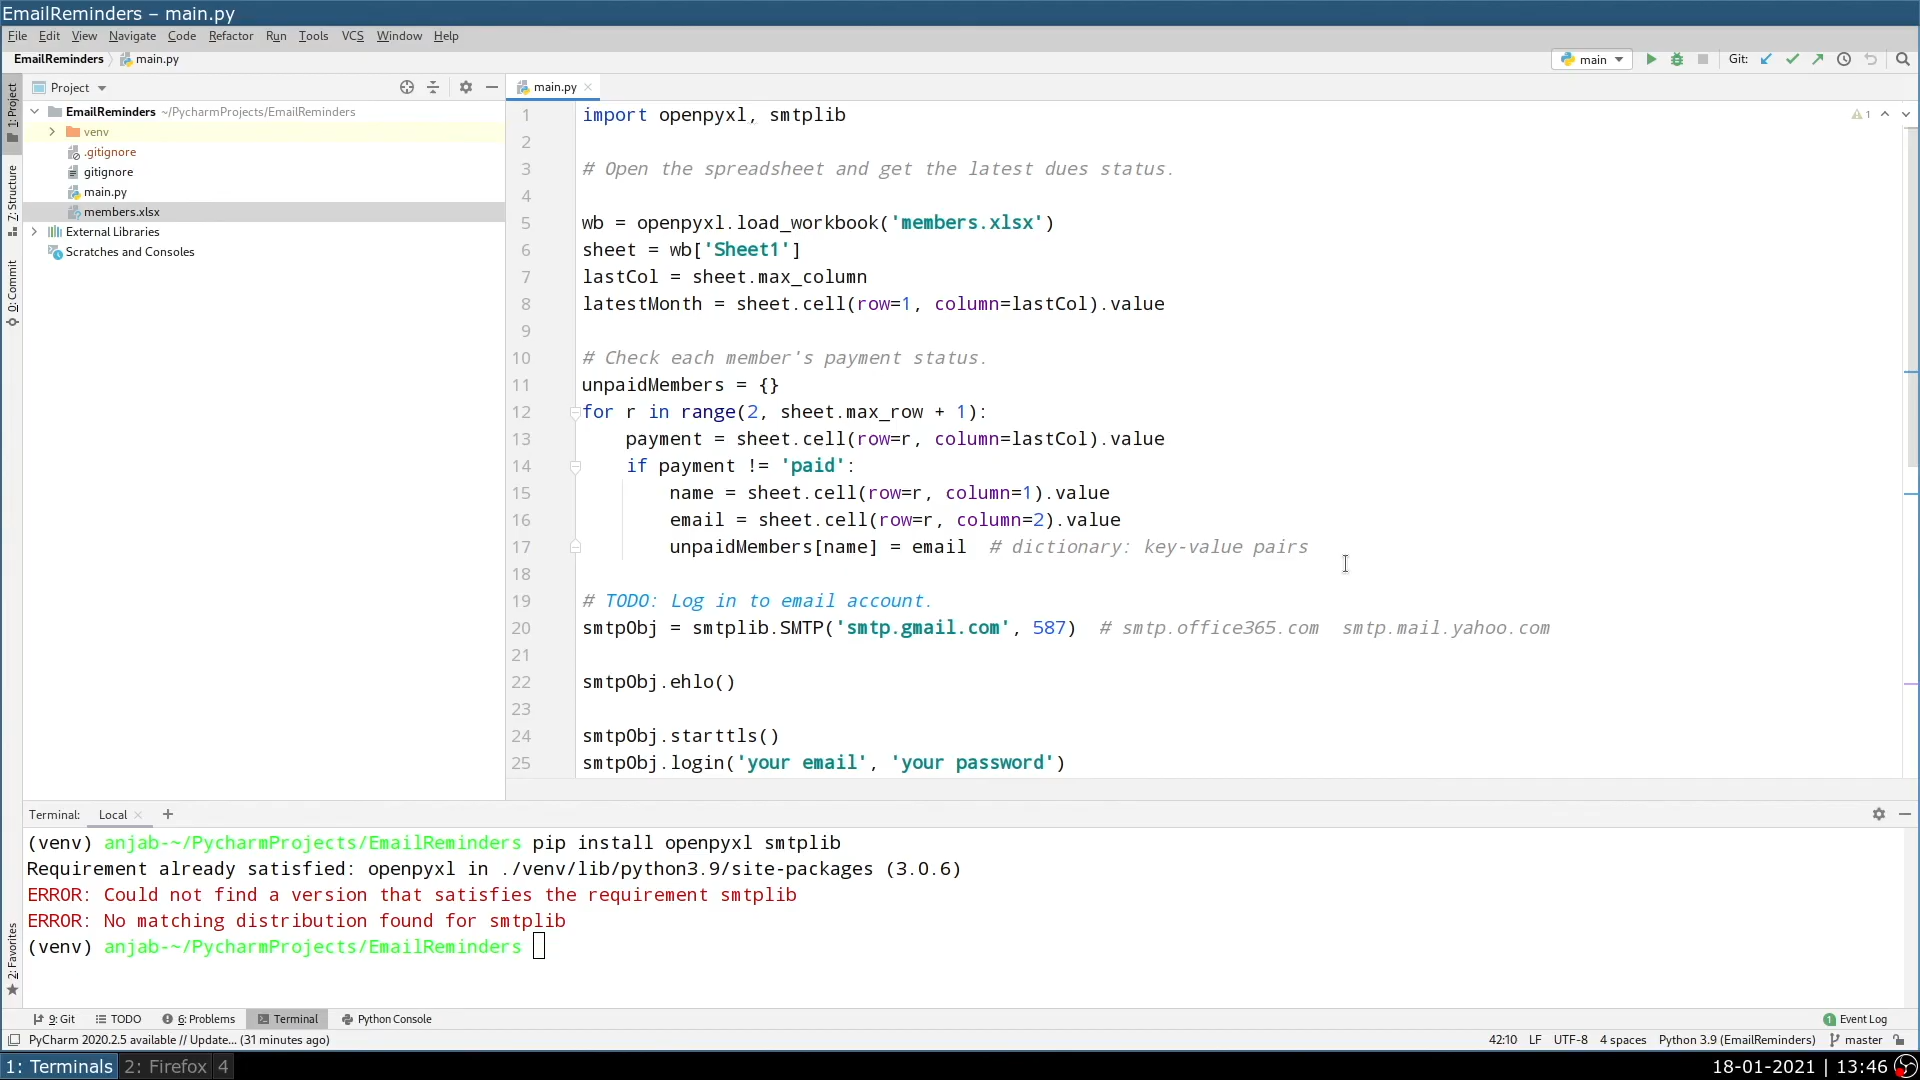 EmailReminders – main.py
File Edit View Navigate Code Refactor Run Tools VCS Window Help
EmailReminders main.py main Git:
Project main.py
EmailReminders ~/PycharmProjects/EmailReminders
venv
.gitignore
gitignore
main.py
members.xlsx
External Libraries
Scratches and Consoles
1: Project
7: Structure
0: Commit
2: Favorites
1
1 import openpyxl, smtplib
2
3 # Open the spreadsheet and get the latest dues status.
4
5 wb = openpyxl.load_workbook('members.xlsx')
6 sheet = wb['Sheet1']
7 lastCol = sheet.max_column
8 latestMonth = sheet.cell(row=1, column=lastCol).value
9
10 # Check each member's payment status.
11 unpaidMembers = {}
12 for r in range(2, sheet.max_row + 1):
13 payment = sheet.cell(row=r, column=lastCol).value
14 if payment != 'paid':
15 name = sheet.cell(row=r, column=1).value
16 email = sheet.cell(row=r, column=2).value
17 unpaidMembers[name] = email # dictionary: key-value pairs
18
19 # TODO: Log in to email account.
20 smtpObj = smtplib.SMTP('smtp.gmail.com', 587) # smtp.office365.com smtp.mail.yahoo.com
21
22 smtpObj.ehlo()
23
24 smtpObj.starttls()
25 smtpObj.login('your email', 'your password')
Terminal: Local
(venv) anjab-~/PycharmProjects/EmailReminders pip install openpyxl smtplib
Requirement already satisfied: openpyxl in ./venv/lib/python3.9/site-packages (3.0.6)
ERROR: Could not find a version that satisfies the requirement smtplib
ERROR: No matching distribution found for smtplib
(venv) anjab-~/PycharmProjects/EmailReminders
9: Git TODO 6: Problems Terminal Python Console 1 Event Log
PyCharm 2020.2.5 available // Update... (31 minutes ago) 42:10 LF UTF-8 4 spaces Python 3.9 (EmailReminders) master
1: Terminals 2: Firefox 4 18-01-2021 | 13:46